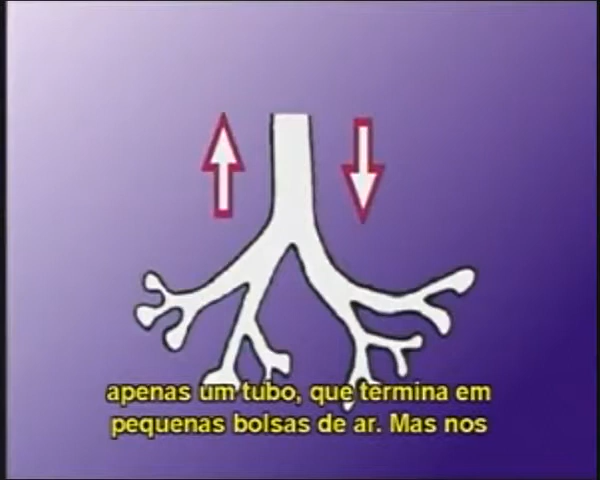 apenas um tubo, que termina em
pequenas bolsas de ar. Mas nos